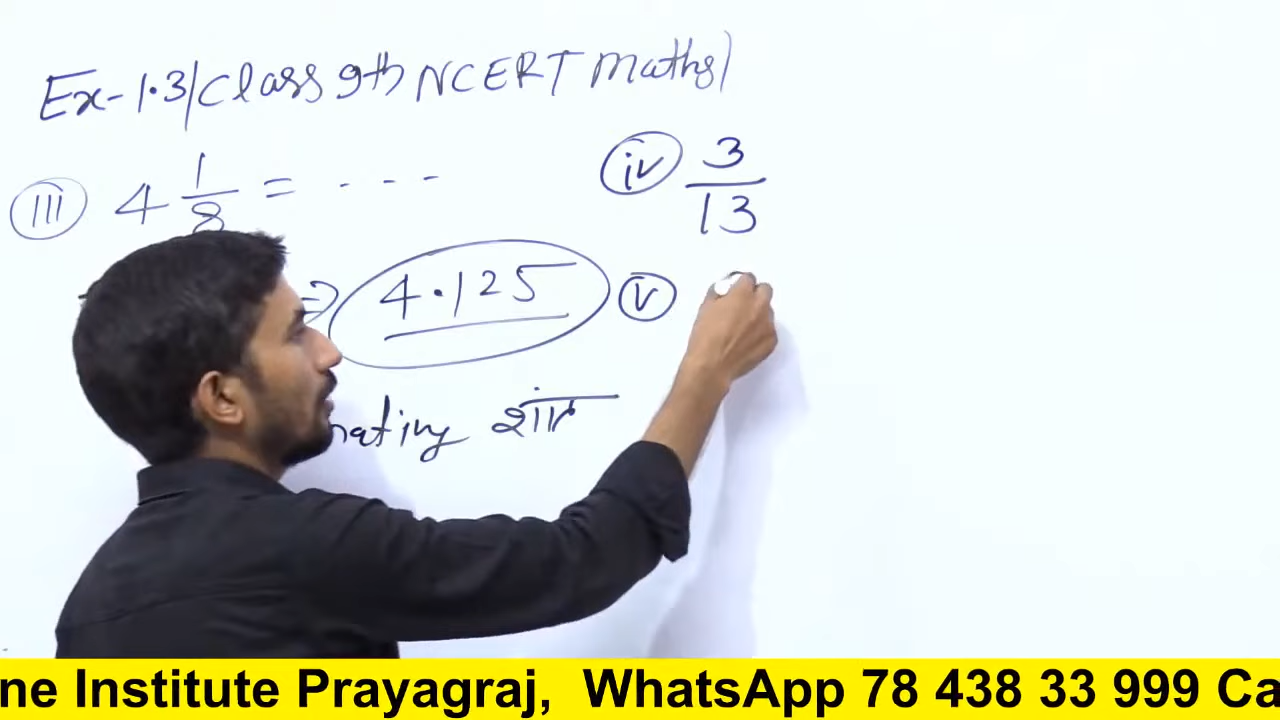 Ex-1.3/Class 9th NCERT Maths)
(iii) 4 1/8 = ---
⇒ 4.125
nating
(iv) 3/13
(v)
ne Institute Prayagraj, WhatsApp 78 438 33 999 Ca